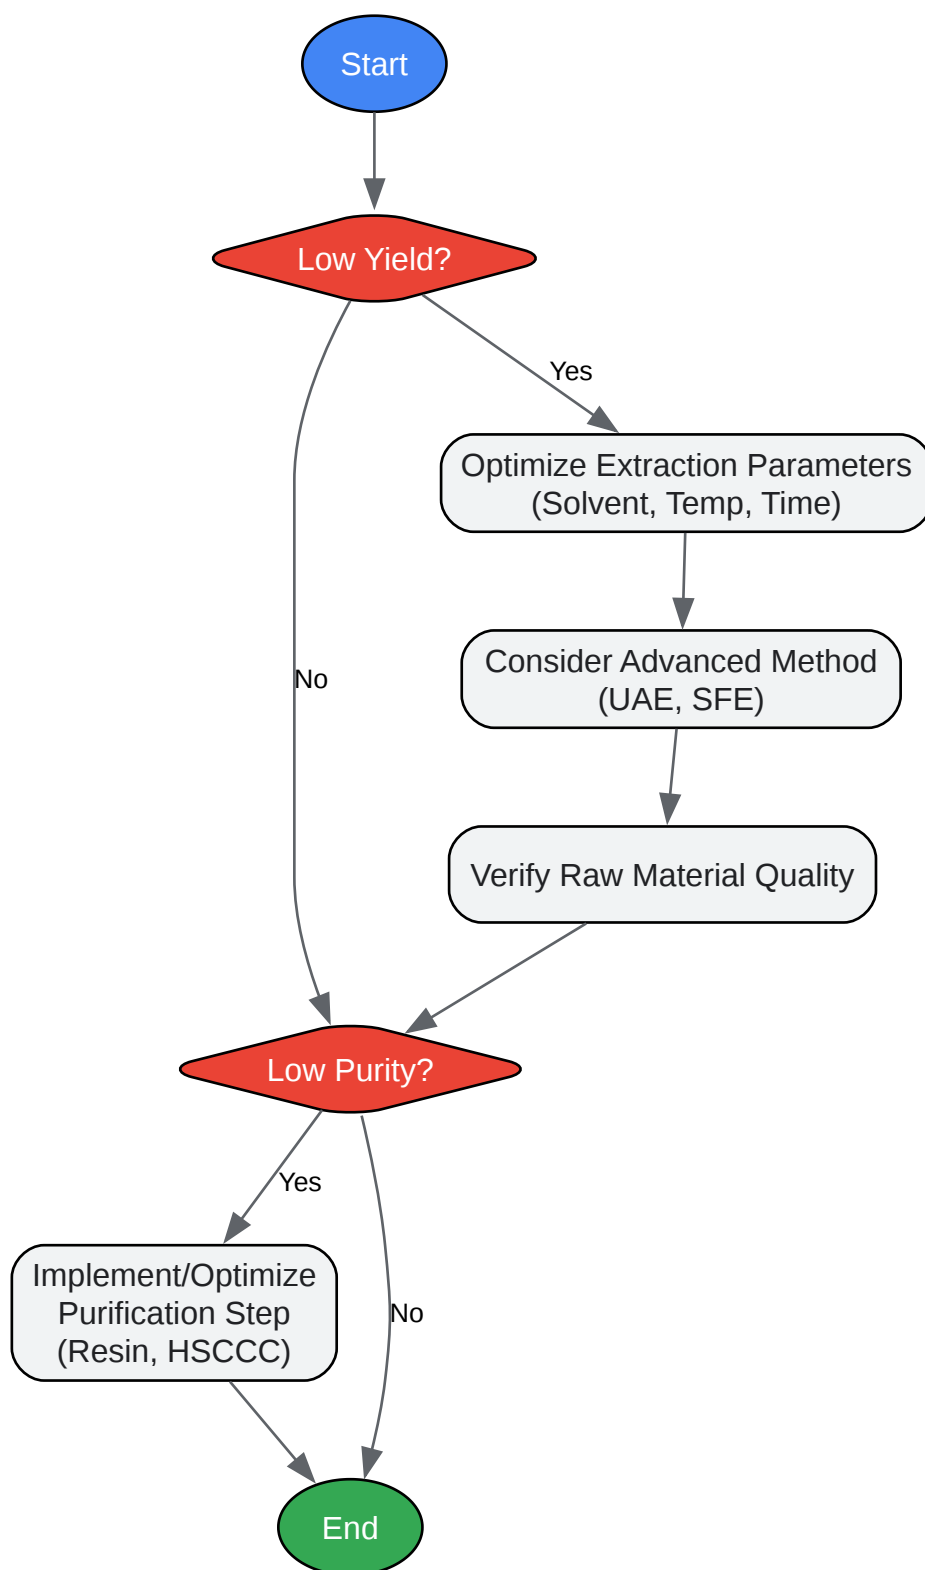 Start
Low Yield?
Yes
Optimize Extraction Parameters
(Solvent, Temp, Time)
Consider Advanced Method
(UAE, SFE)
No
Verify Raw Material Quality
Low Purity?
Yes
Implement/Optimize
Purification Step
(Resin, HSCCC)
No
End